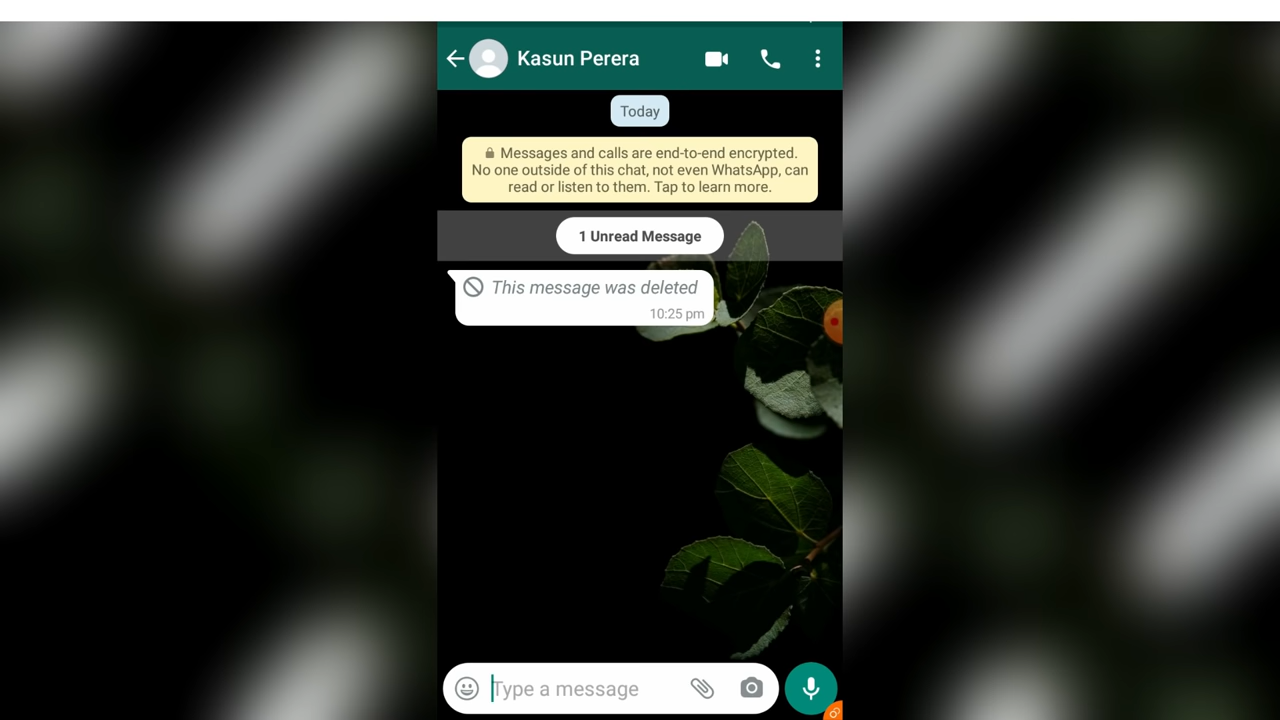 Kasun Perera
Today
Messages and calls are end-to-end encrypted.
No one outside of this chat, not even WhatsApp, can
read or listen to them. Tap to learn more.
1 Unread Message
This message was deleted
10:25 pm
Type a message